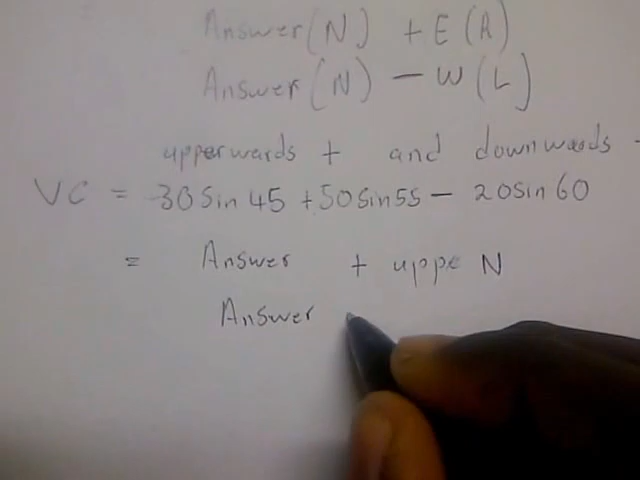 Answer (N) + E (R)
Answer (N) - W (L)
upperwards + and downwards -
VC = 30 Sin 45 + 50 sin 55 - 20 sin 60
= Answer + uppe N
Answer